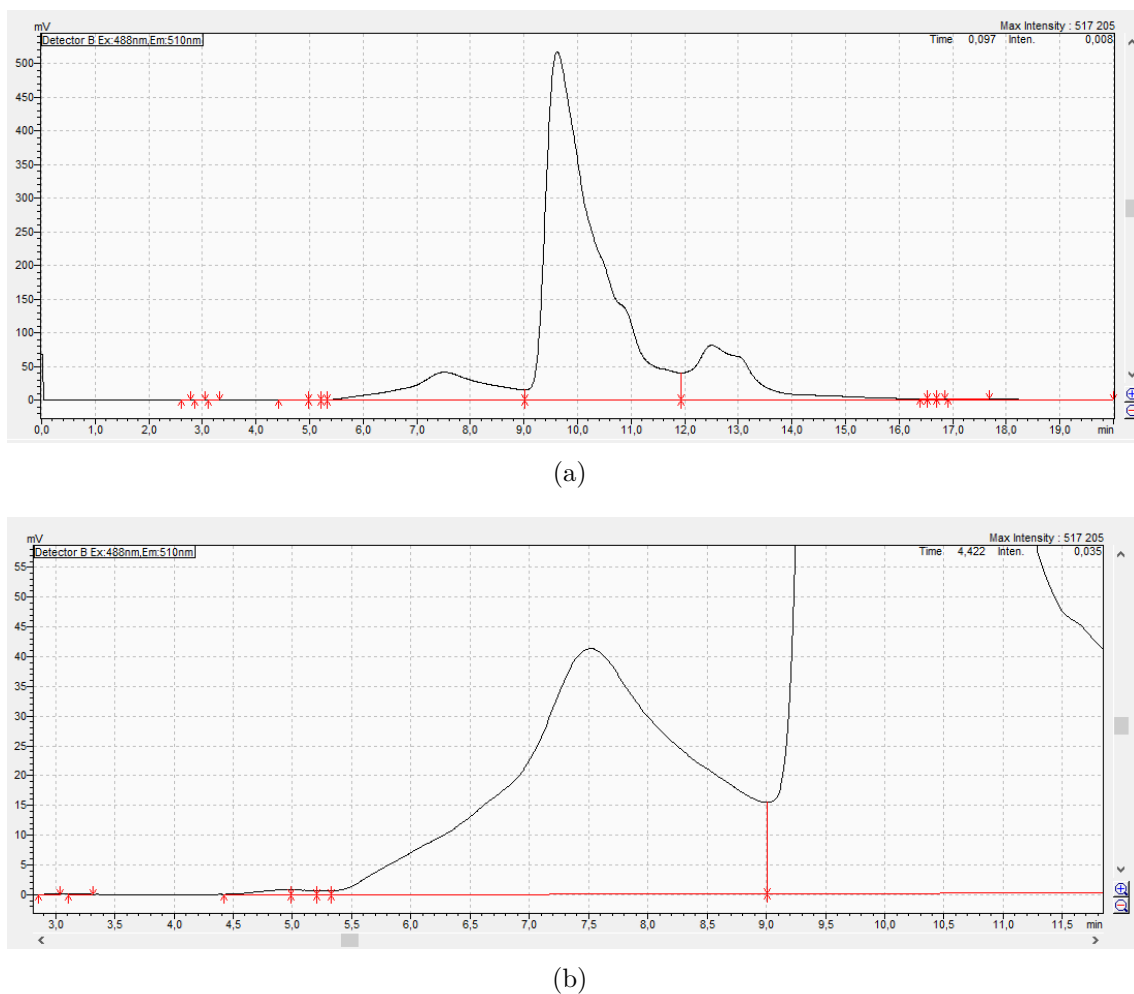 mV
Max Intensity : 517 205
Detector B Ex:488nm,Em:510nm
Time 0,097 Inten. 0,008
500
450
400
350
300
250
200
150
100
50
0
0,0 1,0 2,0 3,0 4,0 5,0 6,0 7,0 8,0 9,0 10,0 11,0 12,0 13,0 14,0 15,0 16,0 17,0 18,0 19,0 min
(a)
mV
Max Intensity : 517 205
Detector B Ex:488nm,Em:510nm
Time 4,422 Inten. 0,035
55
50
45
40
35
30
25
20
15
10
5
0
3,0 3,5 4,0 4,5 5,0 5,5 6,0 6,5 7,0 7,5 8,0 8,5 9,0 9,5 10,0 10,5 11,0 11,5 min
(b)